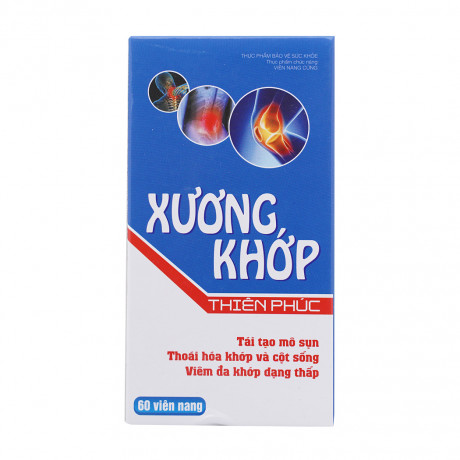 THỰC PHẨM BẢO VỆ SỨC KHỎE
Thực phẩm chức năng
VIÊN NANG CỨNG
XƯƠNG
KHỚP
THIÊN PHÚC
Tái tạo mô sụn
Thoái hóa khớp và cột sống
Viêm đa khớp dạng thấp
60 viên nang